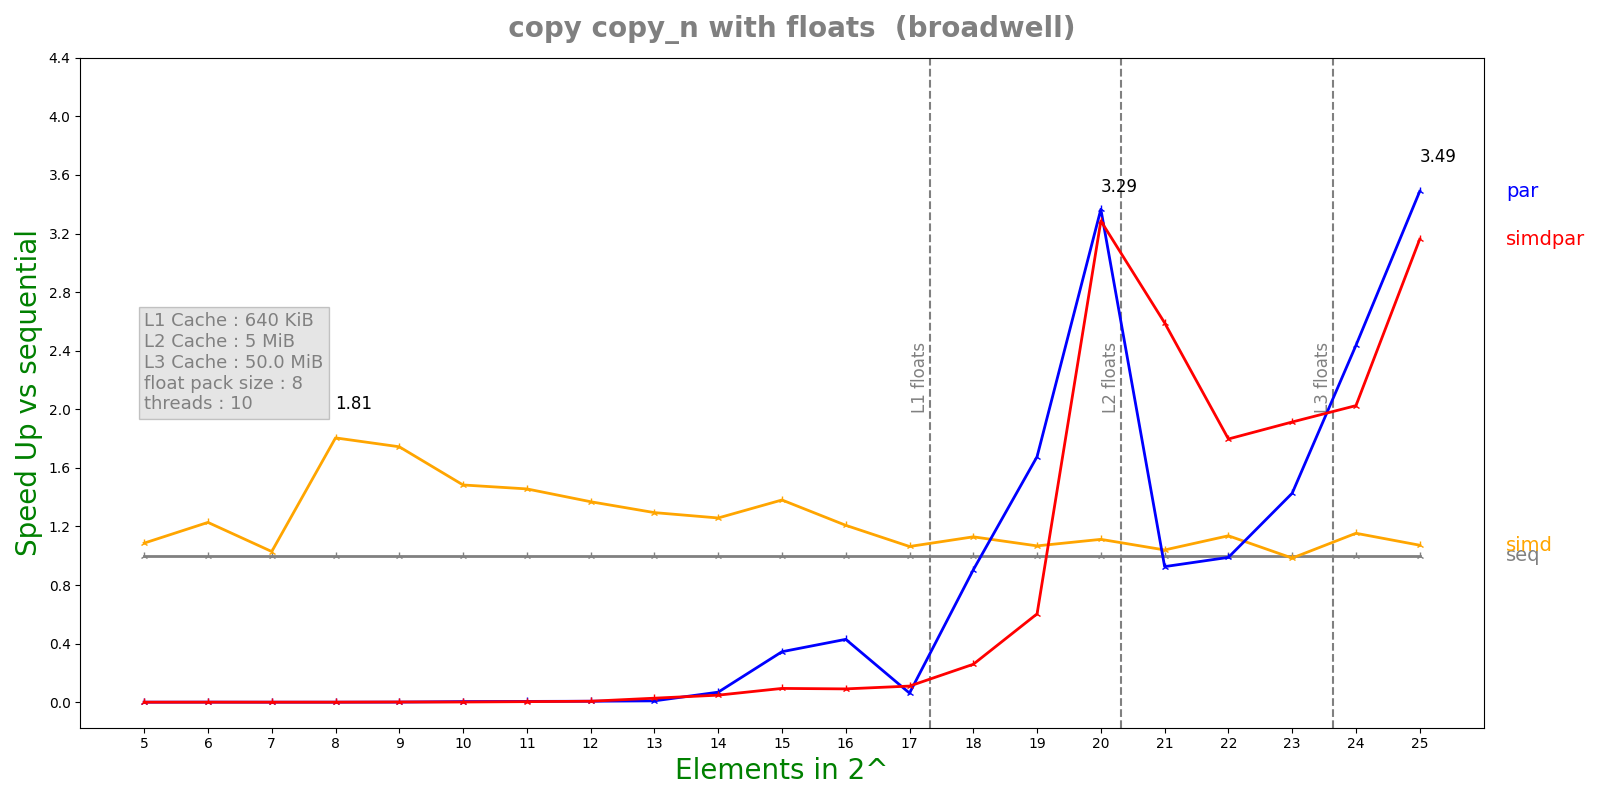 copy copy_n with floats  (broadwell)
Speed Up vs sequential
4.4
4.0
3.6
3.2
2.8
2.4
2.0
1.6
1.2
0.8
0.4
0.0
L1 Cache : 640 KiB
L2 Cache : 5 MiB
L3 Cache : 50.0 MiB
float pack size : 8
threads : 10
1.81
3.29
3.49
L1 floats
L2 floats
L3 floats
par
simdpar
simd
seq
5 6 7 8 9 10 11 12 13 14 15 16 17 18 19 20 21 22 23 24 25
Elements in 2^